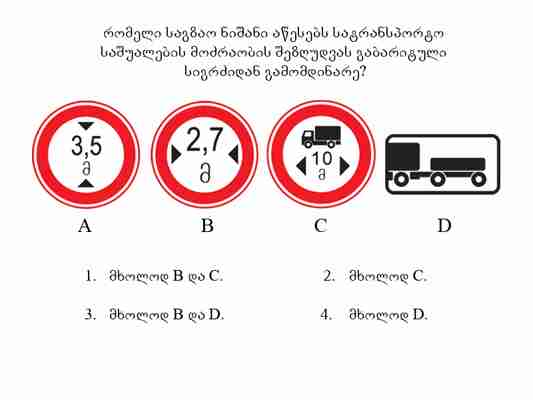 რომელი საგზაო ნიშანი აწესებს სატრანსპორტო
საშუალების მოძრაობის შეზღუდვას გაბარიტული
სიგრძიდან გამომდინარე?
3,5
მ
2,7
მ
10
მ
A B C D
1. მხოლოდ B და C. 2. მხოლოდ C.
3. მხოლოდ B და D. 4. მხოლოდ D.